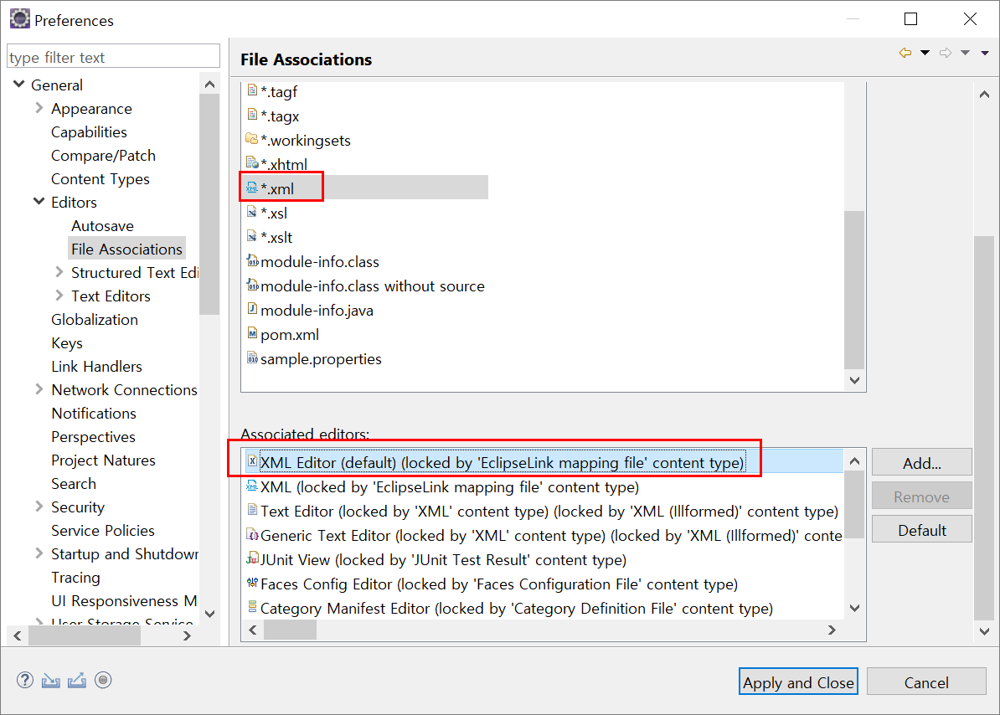 Preferences
type filter text
General
Appearance
Capabilities
Compare/Patch
Content Types
Editors
Autosave
File Associations
Structured Text Edi
Text Editors
Globalization
Keys
Link Handlers
Network Connections
Notifications
Perspectives
Project Natures
Search
Security
Service Policies
Startup and Shutdown
Tracing
UI Responsiveness M
User Storage Service
File Associations
*.tagf
*.tagx
*.workingsets
*.xhtml
*.xml
*.xsl
*.xslt
module-info.class
module-info.class without source
module-info.java
pom.xml
sample.properties
Associated editors:
XML Editor (default) (locked by 'EclipseLink mapping file' content type)
XML (locked by 'EclipseLink mapping file' content type)
Text Editor (locked by 'XML' content type) (locked by 'XML (Illformed)' content type)
Generic Text Editor (locked by 'XML' content type) (locked by 'XML (Illformed)' conte
JUnit View (locked by 'JUnit Test Result' content type)
Faces Config Editor (locked by 'Faces Configuration File' content type)
Category Manifest Editor (locked by 'Category Definition File' content type)
Add...
Remove
Default
Apply and Close
Cancel